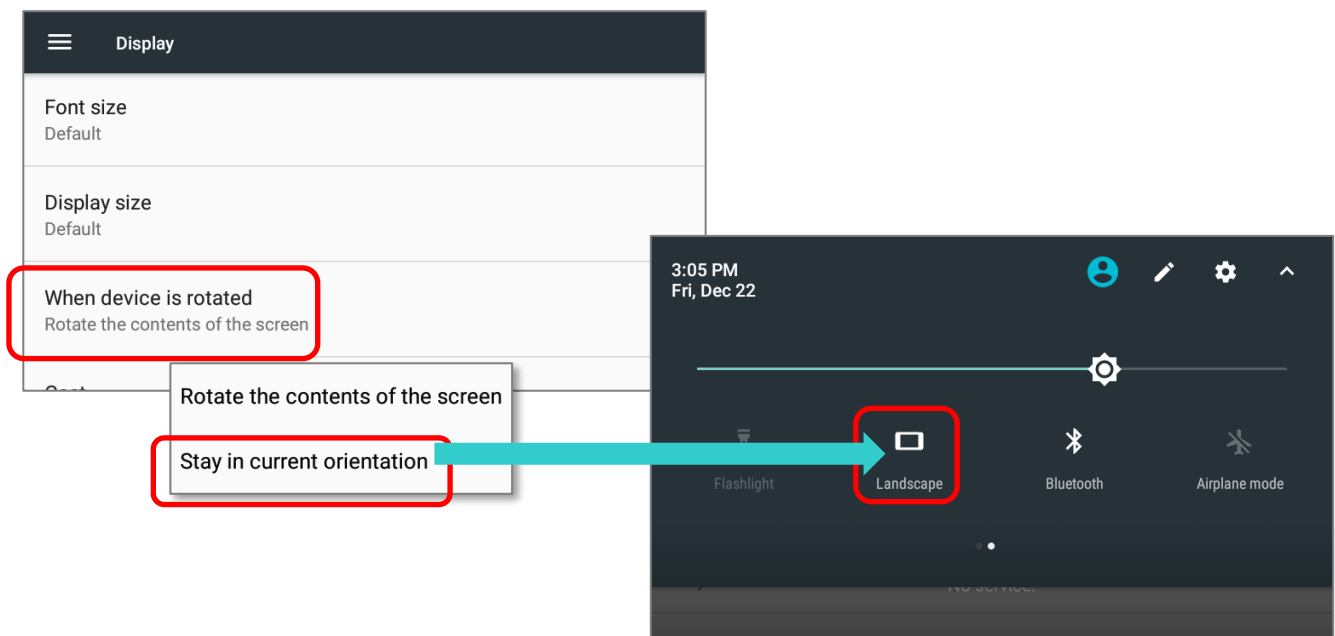 Display
Font size
Default
Display size
Default
When device is rotated
Rotate the contents of the screen
Rotate the contents of the screen
Stay in current orientation
3:05 PM
Fri, Dec 22
Flashlight
Landscape
Bluetooth
Airplane mode
No service.